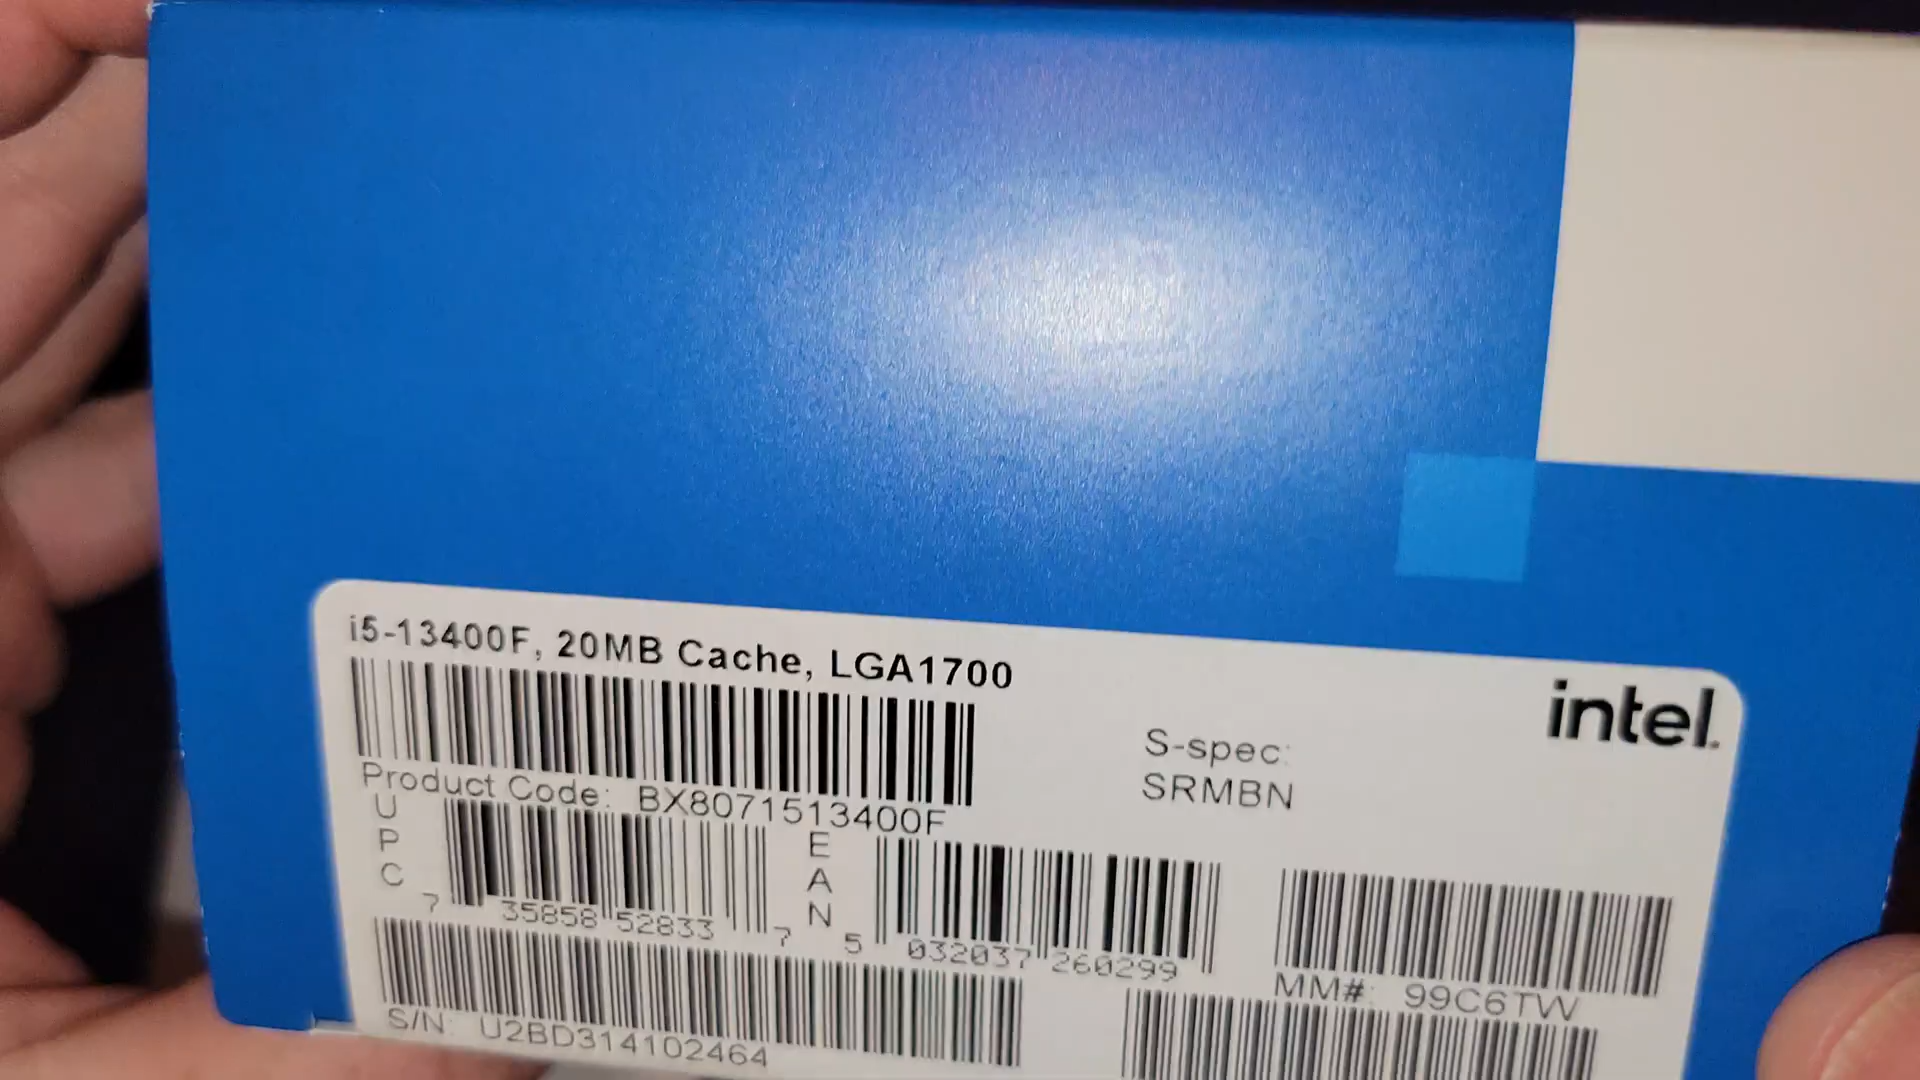 i5-13400F, 20MB Cache, LGA1700
intel.
S-spec:
SRMBN
Product Code: BX8071513400F
UPC
7 35858 52833 7
EAN
5 032037 260299
MM#: 99C6TW
S/N: U2BD314102464